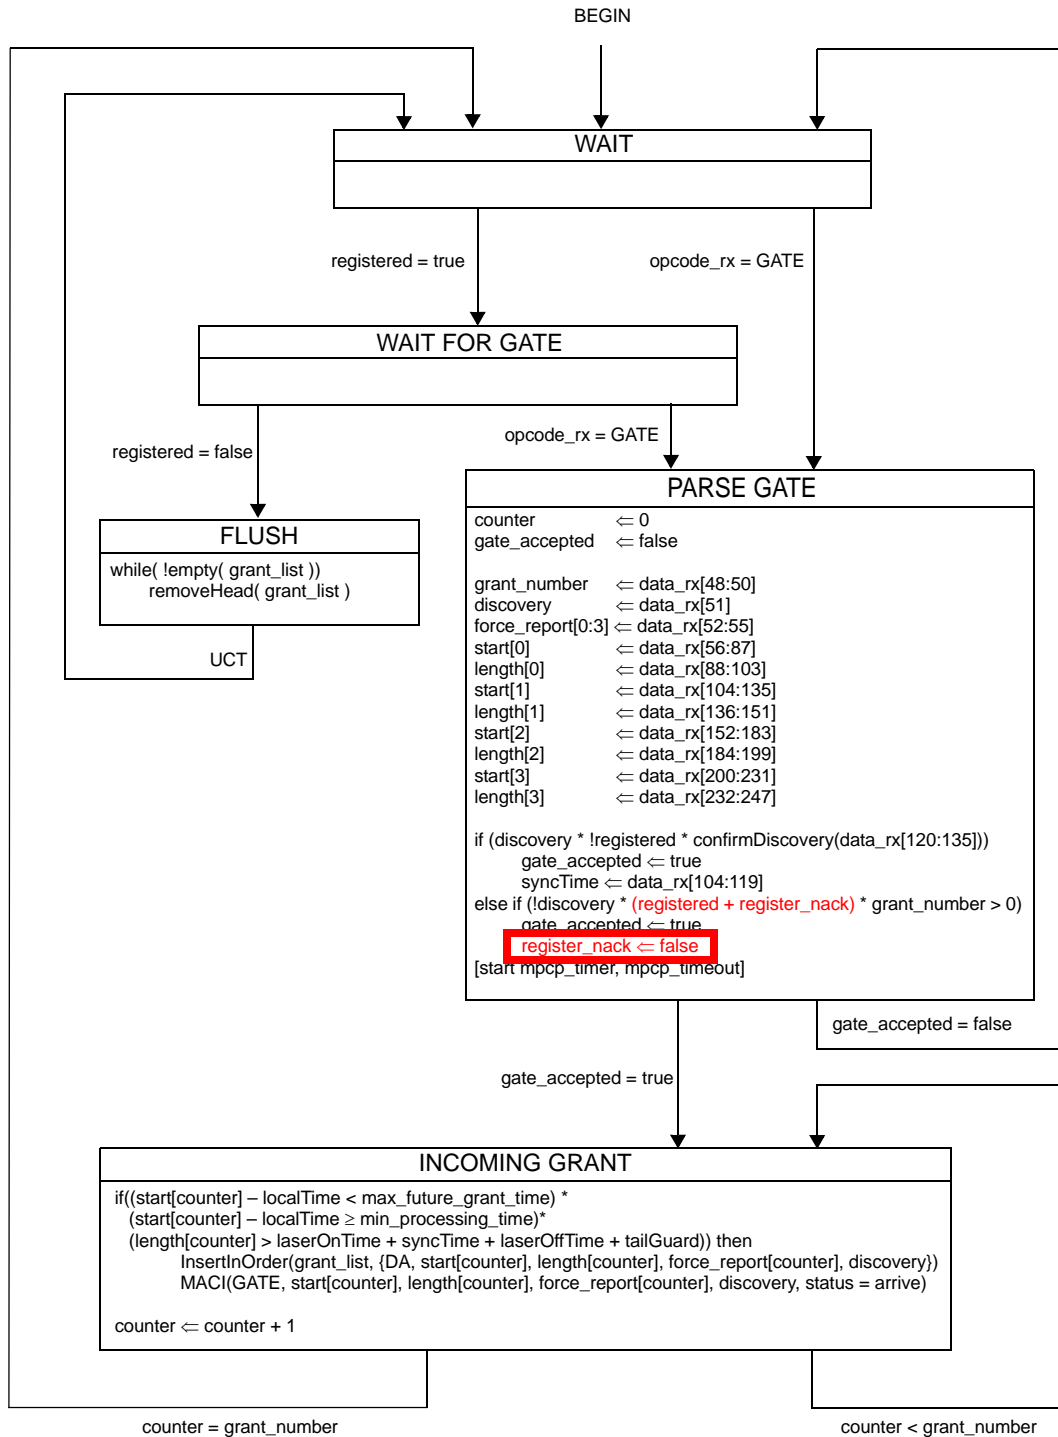 BEGIN
WAIT
registered = true
opcode_rx = GATE
WAIT FOR GATE
registered = false
opcode_rx = GATE
FLUSH
while( !empty( grant_list ))
removeHead( grant_list )
UCT
PARSE GATE
counter ⇐ 0
gate_accepted ⇐ false
grant_number ⇐ data_rx[48:50]
discovery ⇐ data_rx[51]
force_report[0:3] ⇐ data_rx[52:55]
start[0] ⇐ data_rx[56:87]
length[0] ⇐ data_rx[88:103]
start[1] ⇐ data_rx[104:135]
length[1] ⇐ data_rx[136:151]
start[2] ⇐ data_rx[152:183]
length[2] ⇐ data_rx[184:199]
start[3] ⇐ data_rx[200:231]
length[3] ⇐ data_rx[232:247]
if (discovery * !registered * confirmDiscovery(data_rx[120:135]))
gate_accepted ⇐ true
syncTime ⇐ data_rx[104:119]
else if (!discovery * (registered + register_nack) * grant_number > 0)
gate_accepted ⇐ true
register_nack ⇐ false
[start mpcp_timer, mpcp_timeout]
gate_accepted = false
gate_accepted = true
INCOMING GRANT
if((start[counter] – localTime < max_future_grant_time) *
(start[counter] – localTime ≥ min_processing_time)*
(length[counter] > laserOnTime + syncTime + laserOffTime + tailGuard)) then
InsertInOrder(grant_list, {DA, start[counter], length[counter], force_report[counter], discovery})
MACI(GATE, start[counter], length[counter], force_report[counter], discovery, status = arrive)
counter ⇐ counter + 1
counter = grant_number
counter < grant_number